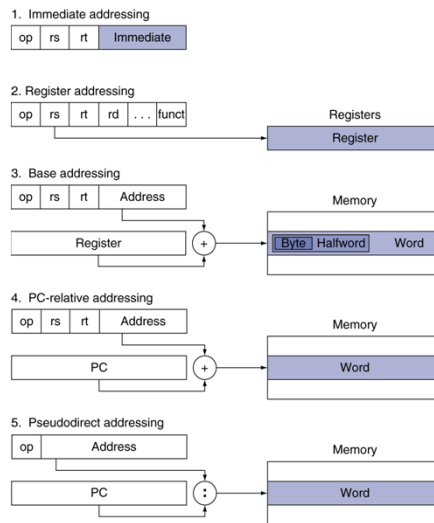 1. Immediate addressing
op rs rt Immediate
2. Register addressing
op rs rt rd ... funct
Registers
Register
3. Base addressing
op rs rt Address
Memory
Register
+
Byte Halfword Word
4. PC-relative addressing
op rs rt Address
Memory
PC
+
Word
5. Pseudodirect addressing
op Address
Memory
PC
:
Word